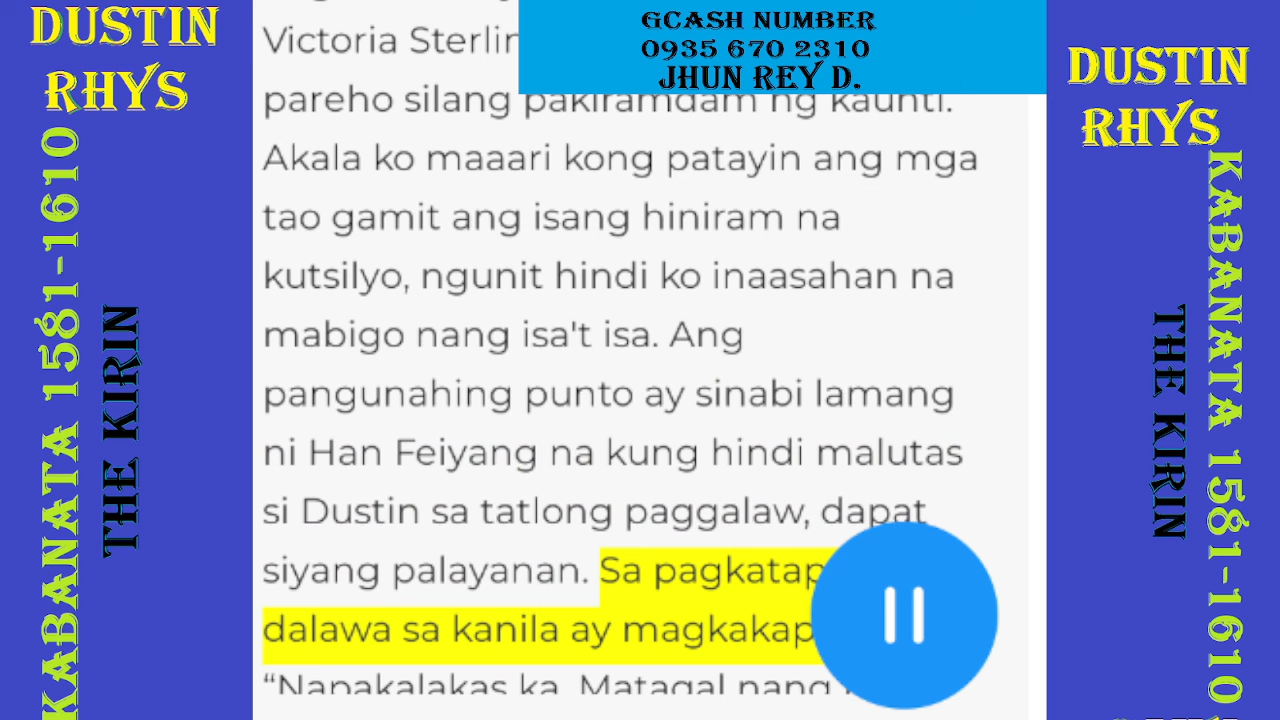 DUSTIN
RHYS
KABANATA 1581-1610
THE KIRIN
GCASH NUMBER
0935 670 2310
JHUN REY D.
Victoria
pareho silang pakiramdam ng kaunti.
Akala ko maaari kong patayin ang mga
tao gamit ang isang hiniram na
kutsilyo, ngunit hindi ko inaasahan na
mabigo nang isa't isa. Ang
pangunahing punto ay sinabi lamang
ni Han Feiyang na kung hindi malutas
si Dustin sa tatlong paggalaw, dapat
siyang palayanan. Sa
dalawa sa kanila ay
“Napakalakas ka. Matagal nang
DUSTIN
RHYS
KABANATA 1581-1610
THE KIRIN